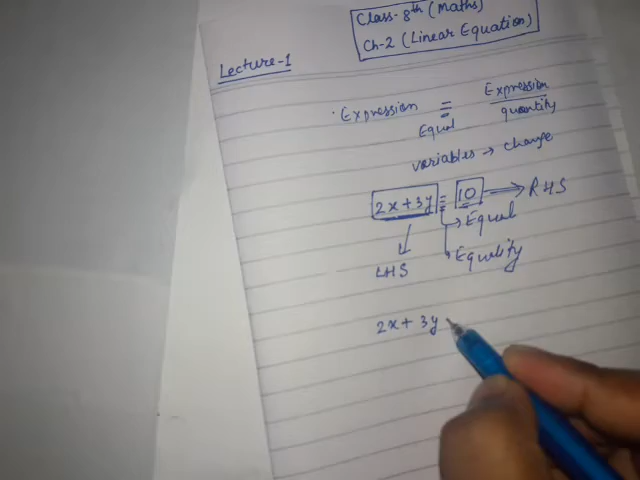 Class-8th (Maths)
Ch-2 (Linear Equation)
Lecture-1
Expression = Expression
Equal quantity
variables → change
2x+3y = 10 → RHS
Equal
Equality
LHS
2x+ 3y